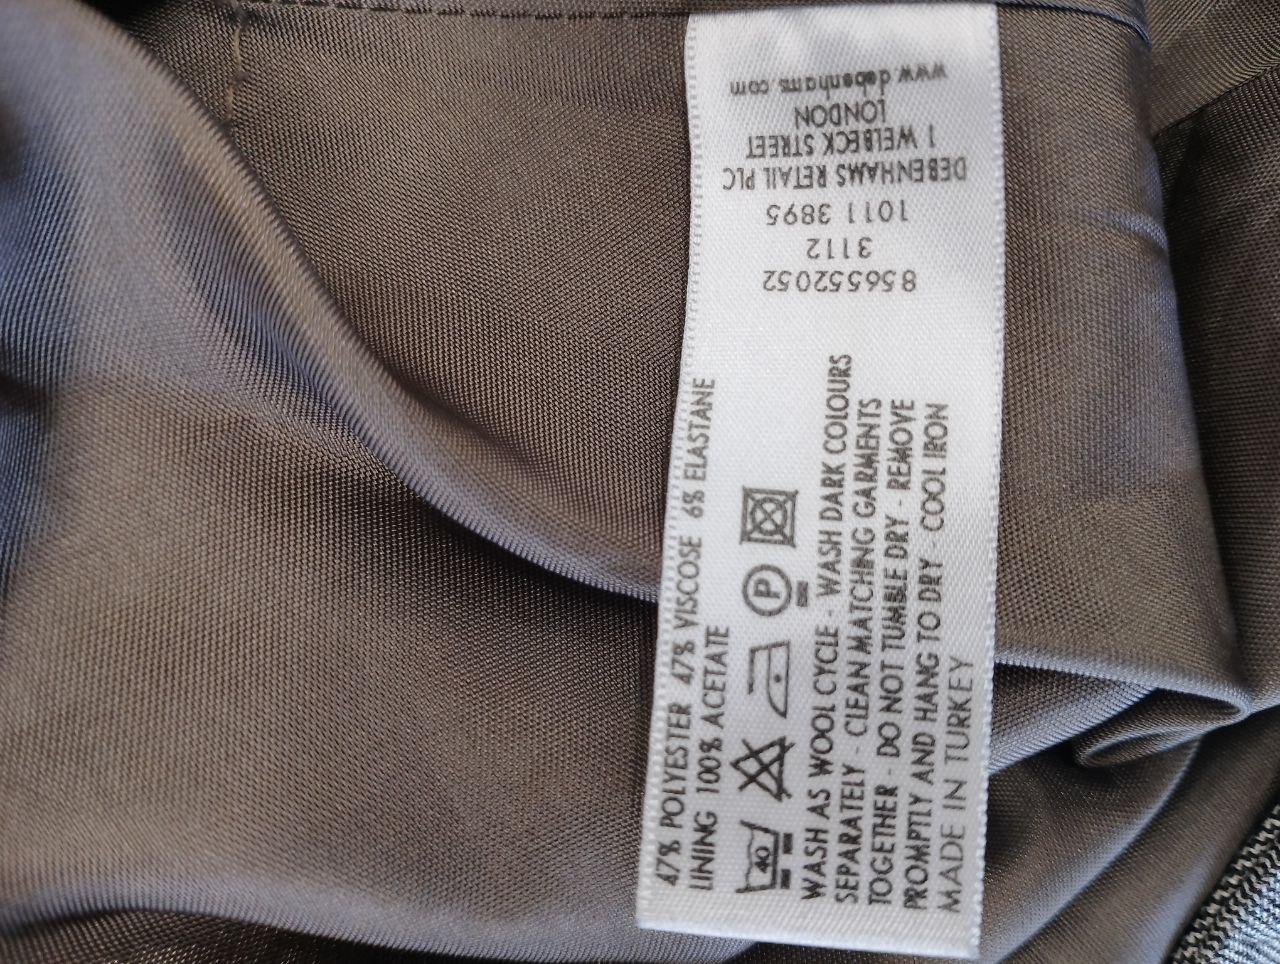 47% POLYESTER 47% VISCOSE 6% ELASTANE
LINING 100% ACETATE
40
P
WASH AS WOOL CYCLE - WASH DARK COLOURS
SEPARATELY - CLEAN MATCHING GARMENTS
TOGETHER - DO NOT TUMBLE DRY - REMOVE
PROMPTLY AND HANG TO DRY - COOL IRON
MADE IN TURKEY
856552052
3112
1011 3895
DEBENHAMS RETAIL PLC
1 WELBECK STREET
LONDON
www.debenhams.com